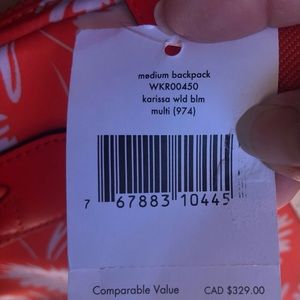 medium backpack
WKR00450
karissa wld blm
multi (974)
7 67883 10445
Comparable Value CAD $329.00